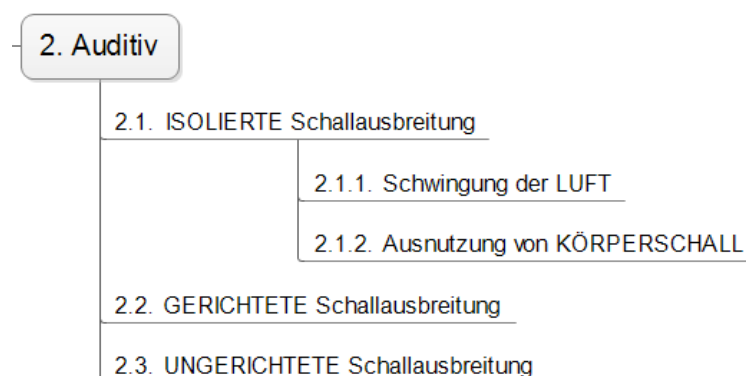 2. Auditiv
2.1. ISOLIERTE Schallausbreitung
2.1.1. Schwingung der LUFT
2.1.2. Ausnutzung von KÖRPERSCHALL
2.2. GERICHTETE Schallausbreitung
2.3. UNGERICHTETE Schallausbreitung